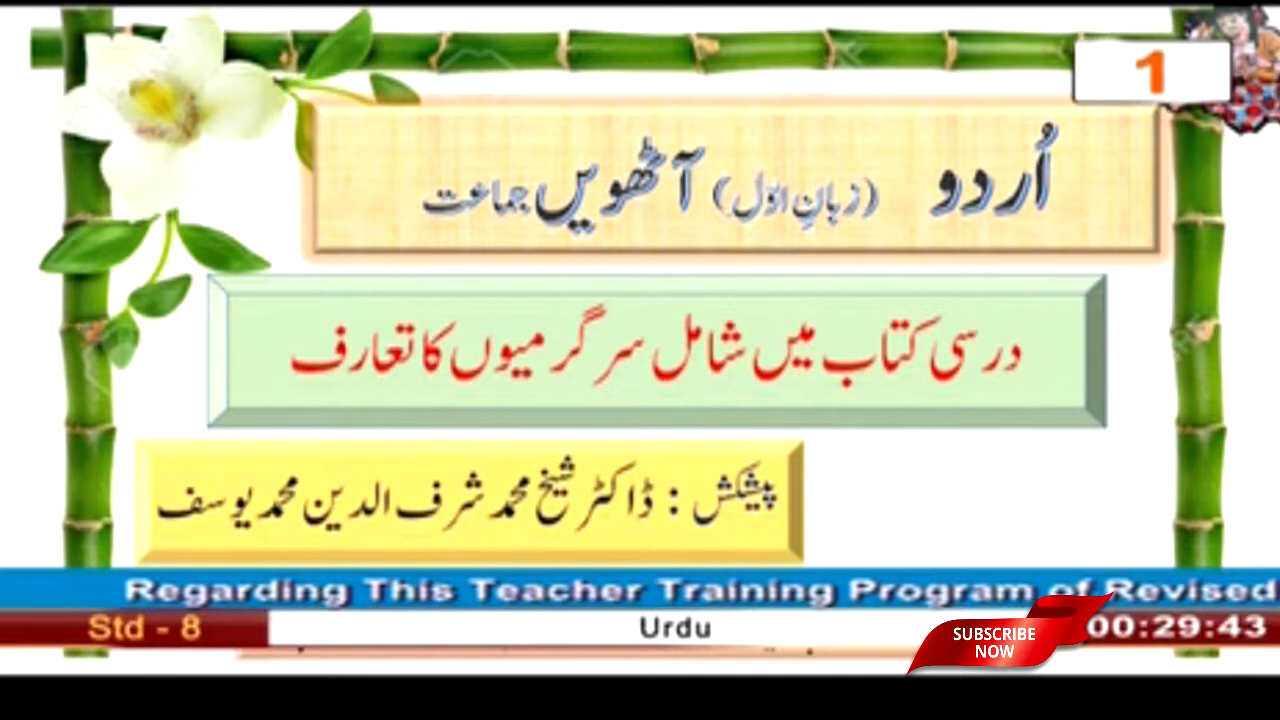 1
اُردو (زبانِ اوّل) آٹھویں جماعت
درسی کتاب میں شامل سرگرمیوں کا تعارف
پیشکش : ڈاکٹر شیخ محمد شرف الدین محمد یوسف
Regarding This Teacher Training Program of Revised
Std - 8 Urdu 00:29:43
SUBSCRIBE
NOW